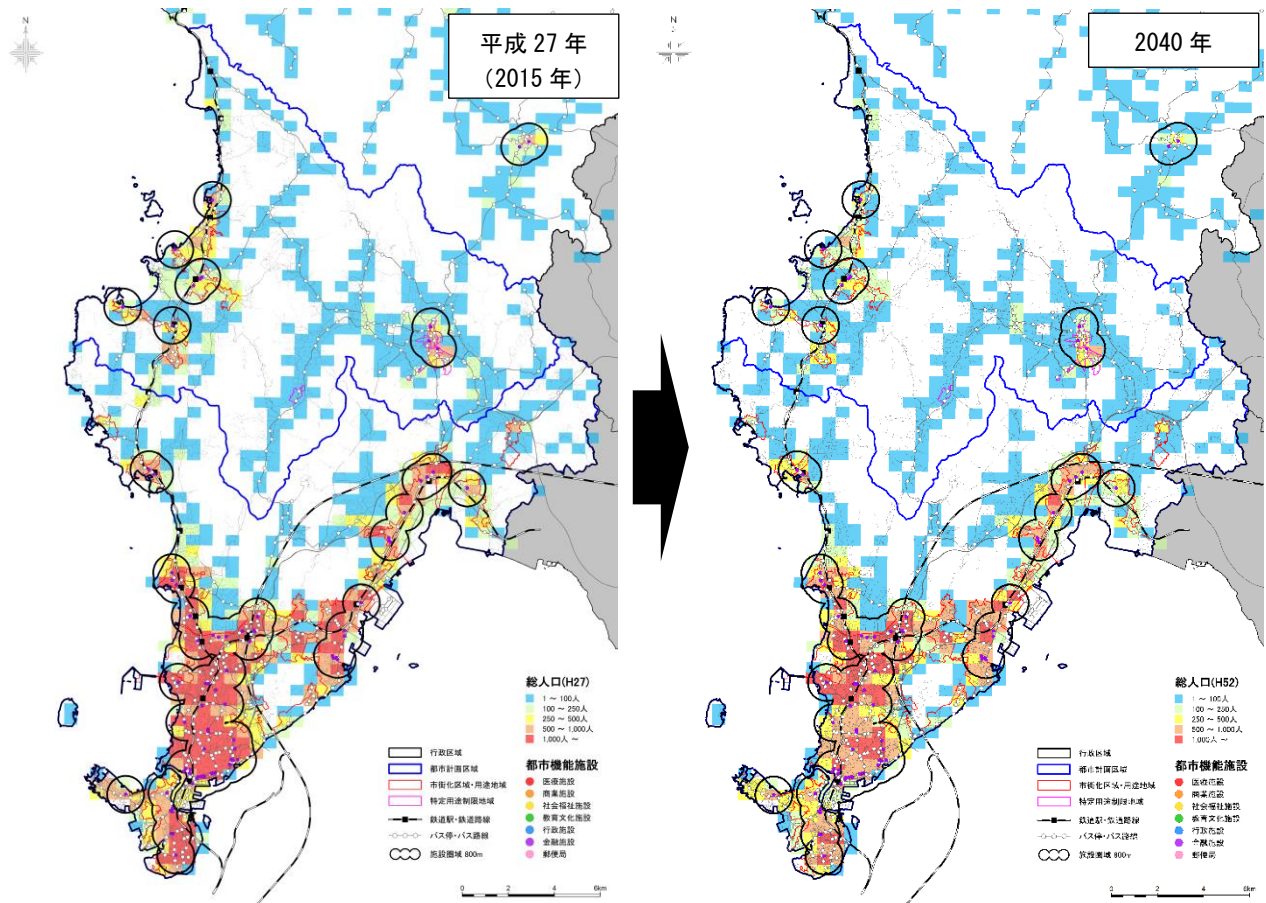 N
平成 27 年
（2015 年）
総人口(H27)
1 ～ 100人
100 ～ 250人
250 ～ 500人
500 ～ 1,000人
1,000人 ～
行政区域
都市計画区域
市街化区域・用途地域
特定用途制限地域
鉄道駅・鉄道路線
バス停・バス路線
施設圏域 800m
都市機能施設
医療施設
商業施設
社会福祉施設
教育文化施設
行政施設
金融施設
郵便局
0 2 4 6km
N
2040 年
総人口(H52)
1 ～ 100人
100 ～ 250人
250 ～ 500人
500 ～ 1,000人
1,000人 ～
行政区域
都市計画区域
市街化区域・用途地域
特定用途制限地域
鉄道駅・鉄道路線
バス停・バス路線
施設圏域 800m
都市機能施設
医療施設
商業施設
社会福祉施設
教育文化施設
行政施設
金融施設
郵便局
0 2 4 6km